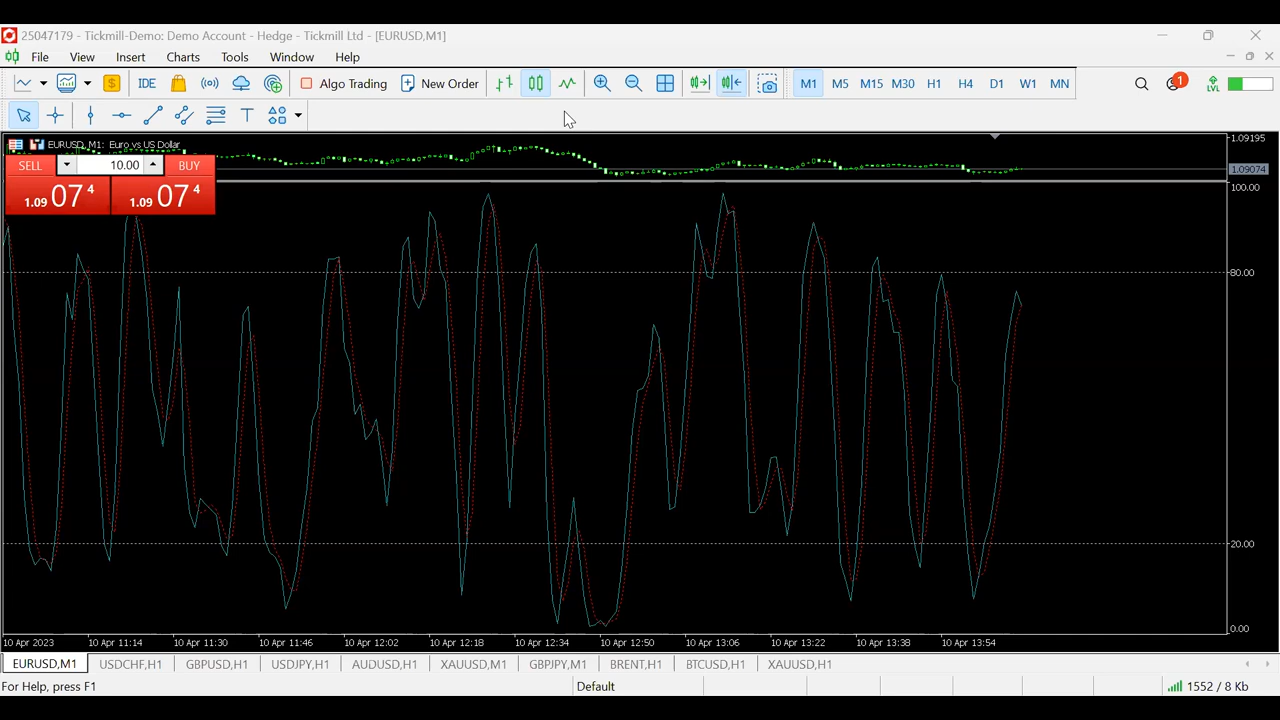 25047179 - Tickmill-Demo: Demo Account - Hedge - Tickmill Ltd - [EURUSD,M1]
File View Insert Charts Tools Window Help
IDE Algo Trading New Order M1 M5 M15 M30 H1 H4 D1 W1 MN 1 LVL
T
EURUSD, M1: Euro vs US Dollar
SELL 10.00 BUY
1.09 07 4 1.09 07 4
1.09195
1.09074
100.00
80.00
20.00
0.00
10 Apr 2023 10 Apr 11:14 10 Apr 11:30 10 Apr 11:46 10 Apr 12:02 10 Apr 12:18 10 Apr 12:34 10 Apr 12:50 10 Apr 13:06 10 Apr 13:22 10 Apr 13:38 10 Apr 13:54
EURUSD,M1 USDCHF,H1 GBPUSD,H1 USDJPY,H1 AUDUSD,H1 XAUUSD,M1 GBPJPY,M1 BRENT,H1 BTCUSD,H1 XAUUSD,H1
For Help, press F1 Default 1552 / 8 Kb